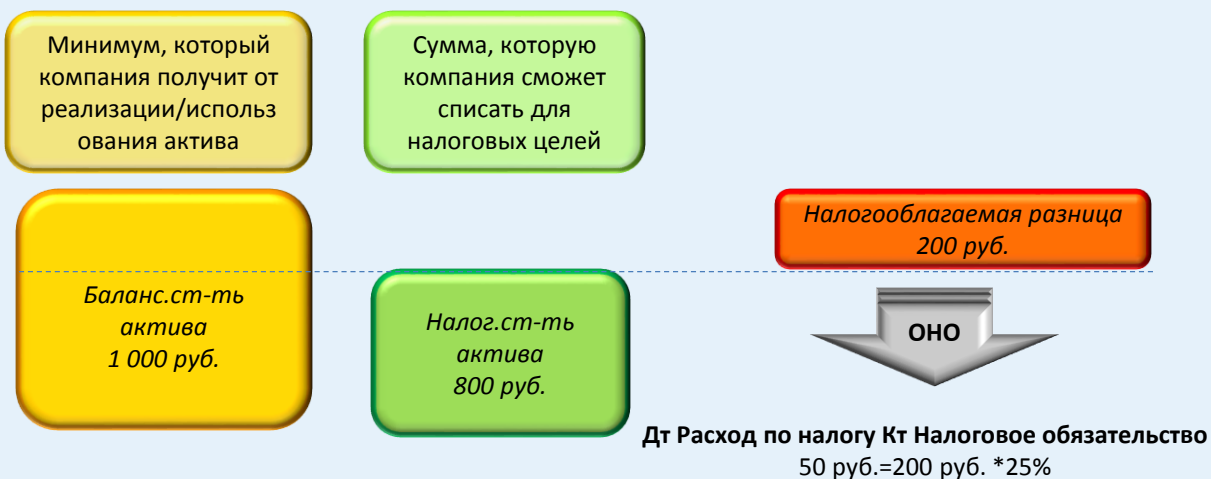 Минимум, который
компания получит от
реализации/использ
ования актива
Сумма, которую
компания сможет
списать для
налоговых целей
Баланс.ст-ть
актива
1 000 руб.
Налог.ст-ть
актива
800 руб.
Налогооблагаемая разница
200 руб.
ОНО
Дт Расход по налогу Кт Налоговое обязательство
50 руб.=200 руб. *25%